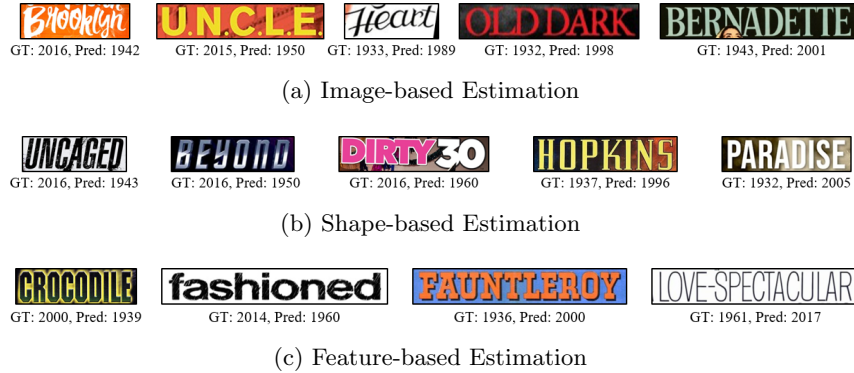 Brooklyn U.N.C.L.E. Heart OLD DARK BERNADETTE
GT: 2016, Pred: 1942 GT: 2015, Pred: 1950 GT: 1933, Pred: 1989 GT: 1932, Pred: 1998 GT: 1943, Pred: 2001
(a) Image-based Estimation
UNCAGED BEYOND DIRTY 30 HOPKINS PARADISE
GT: 2016, Pred: 1943 GT: 2016, Pred: 1950 GT: 2016, Pred: 1960 GT: 1937, Pred: 1996 GT: 1932, Pred: 2005
(b) Shape-based Estimation
CROCODILE fashioned FAUNTLEROY LOVE-SPECTACULAR
GT: 2000, Pred: 1939 GT: 2014, Pred: 1960 GT: 1936, Pred: 2000 GT: 1961, Pred: 2017
(c) Feature-based Estimation